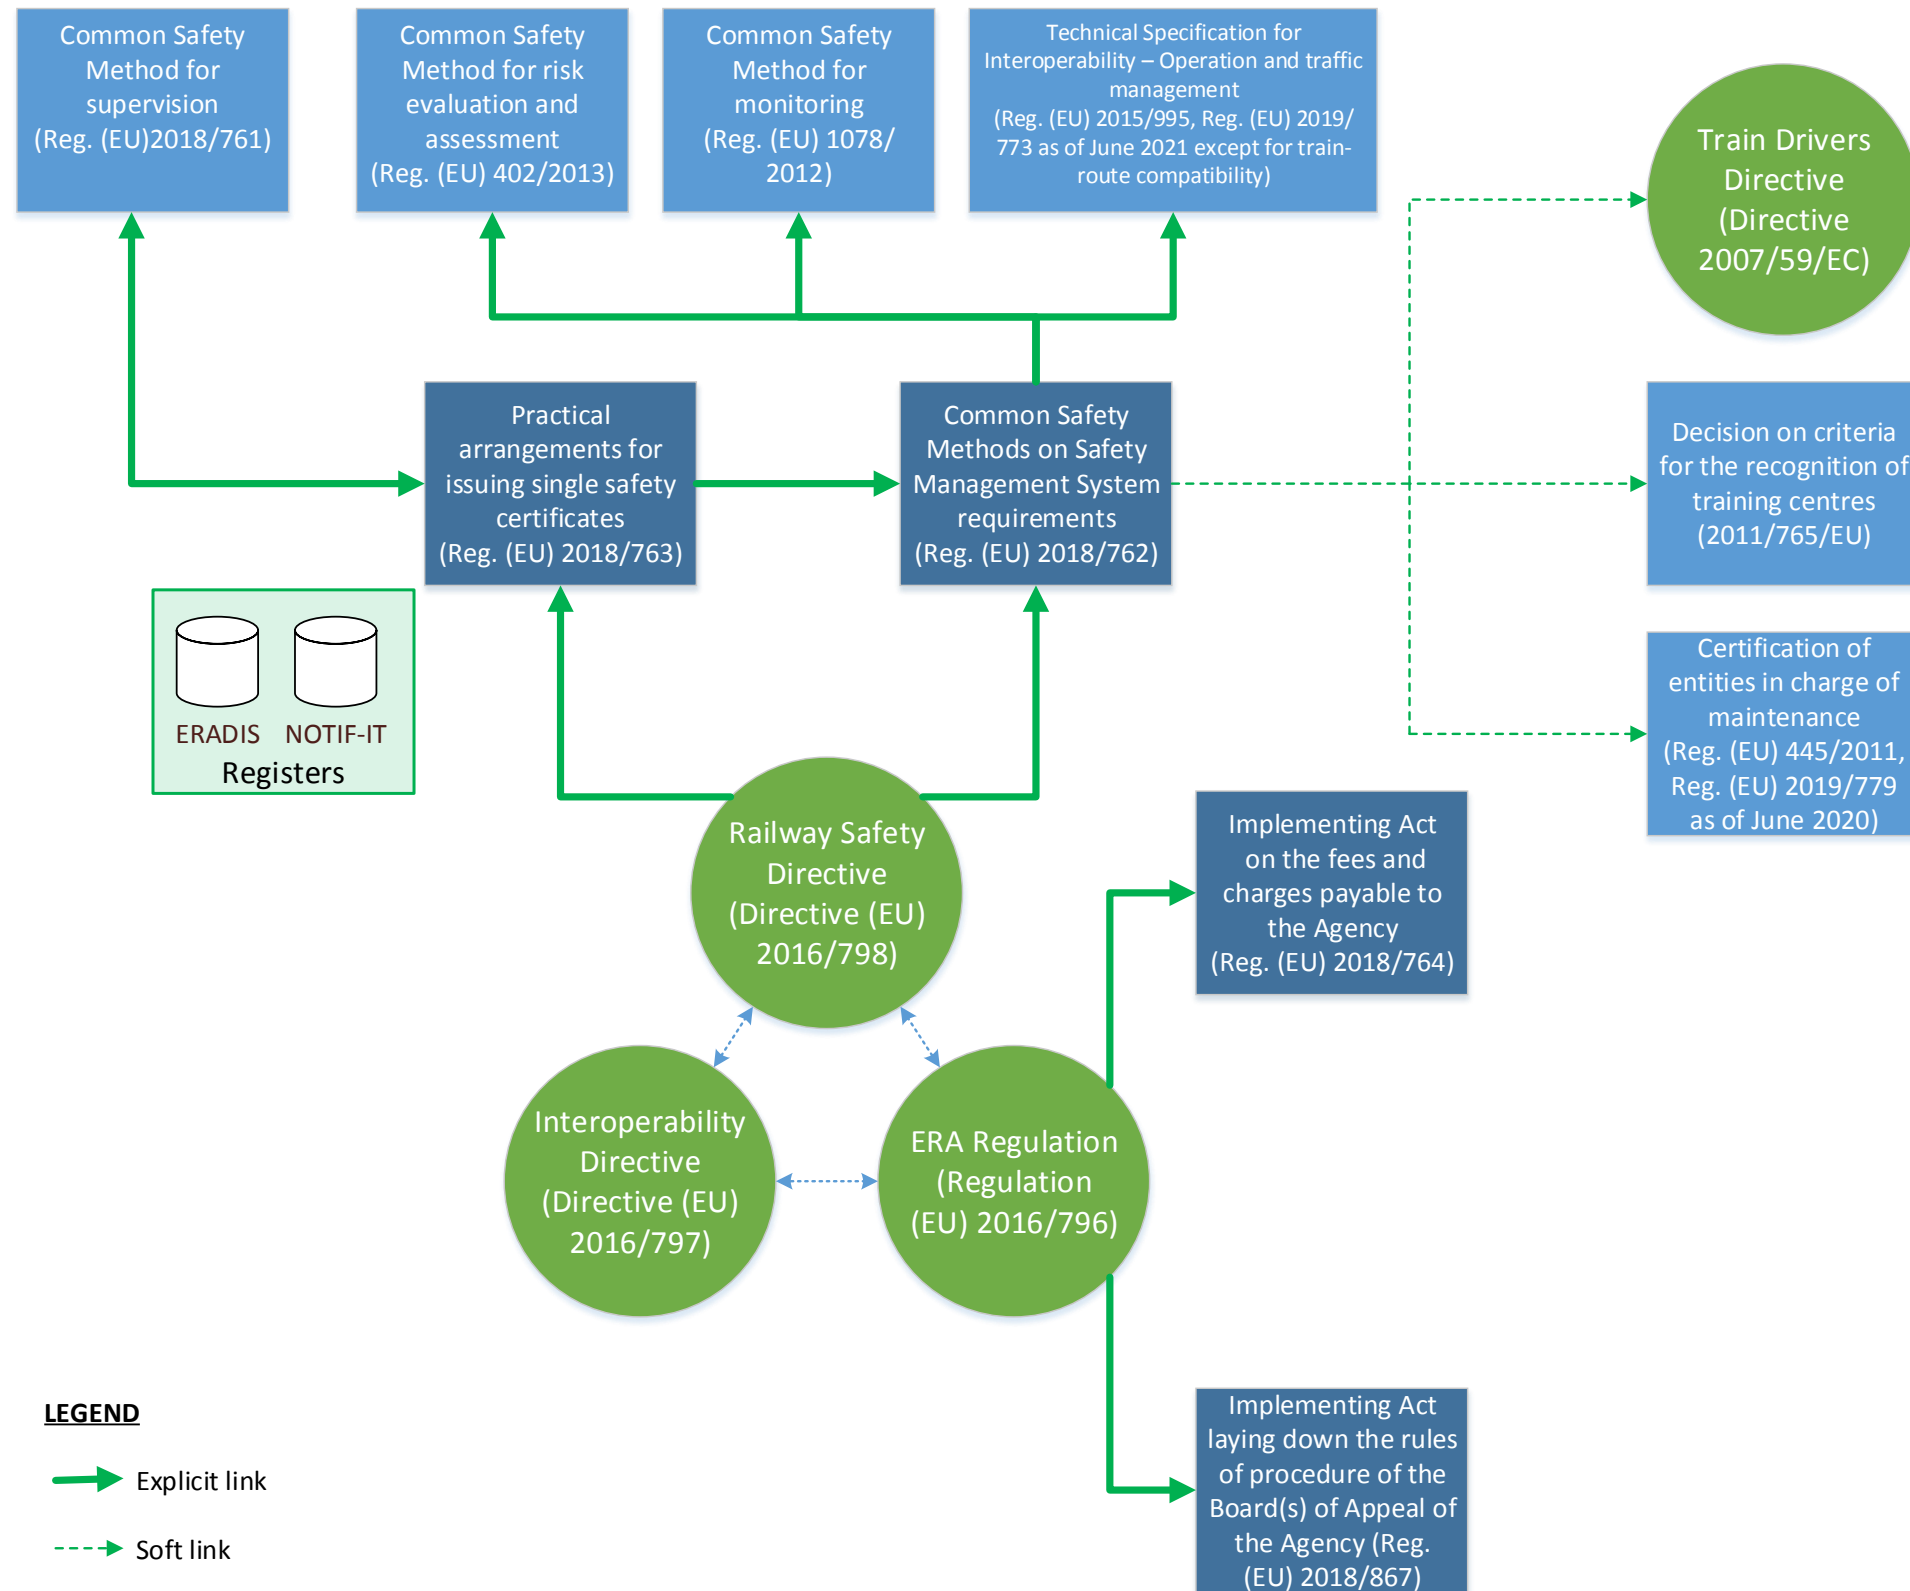 Common Safety
Method for
supervision
(Reg. (EU)2018/761)
Common Safety
Method for risk
evaluation and
assessment
(Reg. (EU) 402/2013)
Common Safety
Method for
monitoring
(Reg. (EU) 1078/
2012)
Technical Specification for
Interoperability – Operation and traffic
management
(Reg. (EU) 2015/995, Reg. (EU) 2019/
773 as of June 2021 except for train-
route compatibility)
Train Drivers
Directive
(Directive
2007/59/EC)
Practical
arrangements for
issuing single safety
certificates
(Reg. (EU) 2018/763)
Common Safety
Methods on Safety
Management System
requirements
(Reg. (EU) 2018/762)
Decision on criteria
for the recognition of
training centres
(2011/765/EU)
Certification of
entities in charge of
maintenance
(Reg. (EU) 445/2011,
Reg. (EU) 2019/779
as of June 2020)
ERADIS NOTIF-IT
Registers
Railway Safety
Directive
(Directive (EU)
2016/798)
Implementing Act
on the fees and
charges payable to
the Agency
(Reg. (EU) 2018/764)
Interoperability
Directive
(Directive (EU)
2016/797)
ERA Regulation
(Regulation
(EU) 2016/796)
Implementing Act
laying down the rules
of procedure of the
Board(s) of Appeal of
the Agency (Reg.
(EU) 2018/867)
LEGEND
Explicit link
Soft link